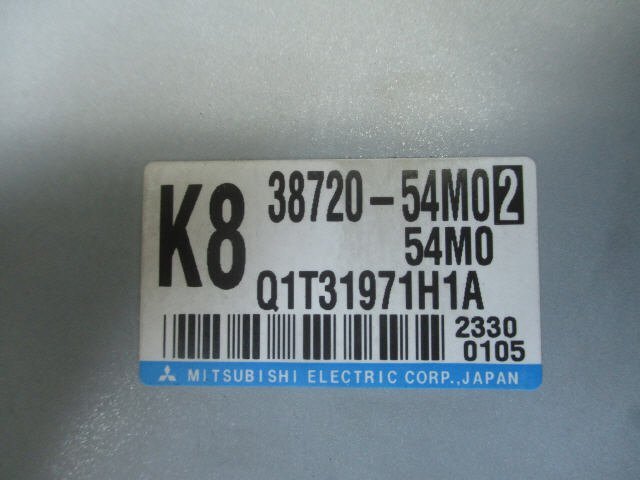 K8 38720-54M02
54M0
Q1T31971H1A
2330
0105
MITSUBISHI ELECTRIC CORP.,JAPAN